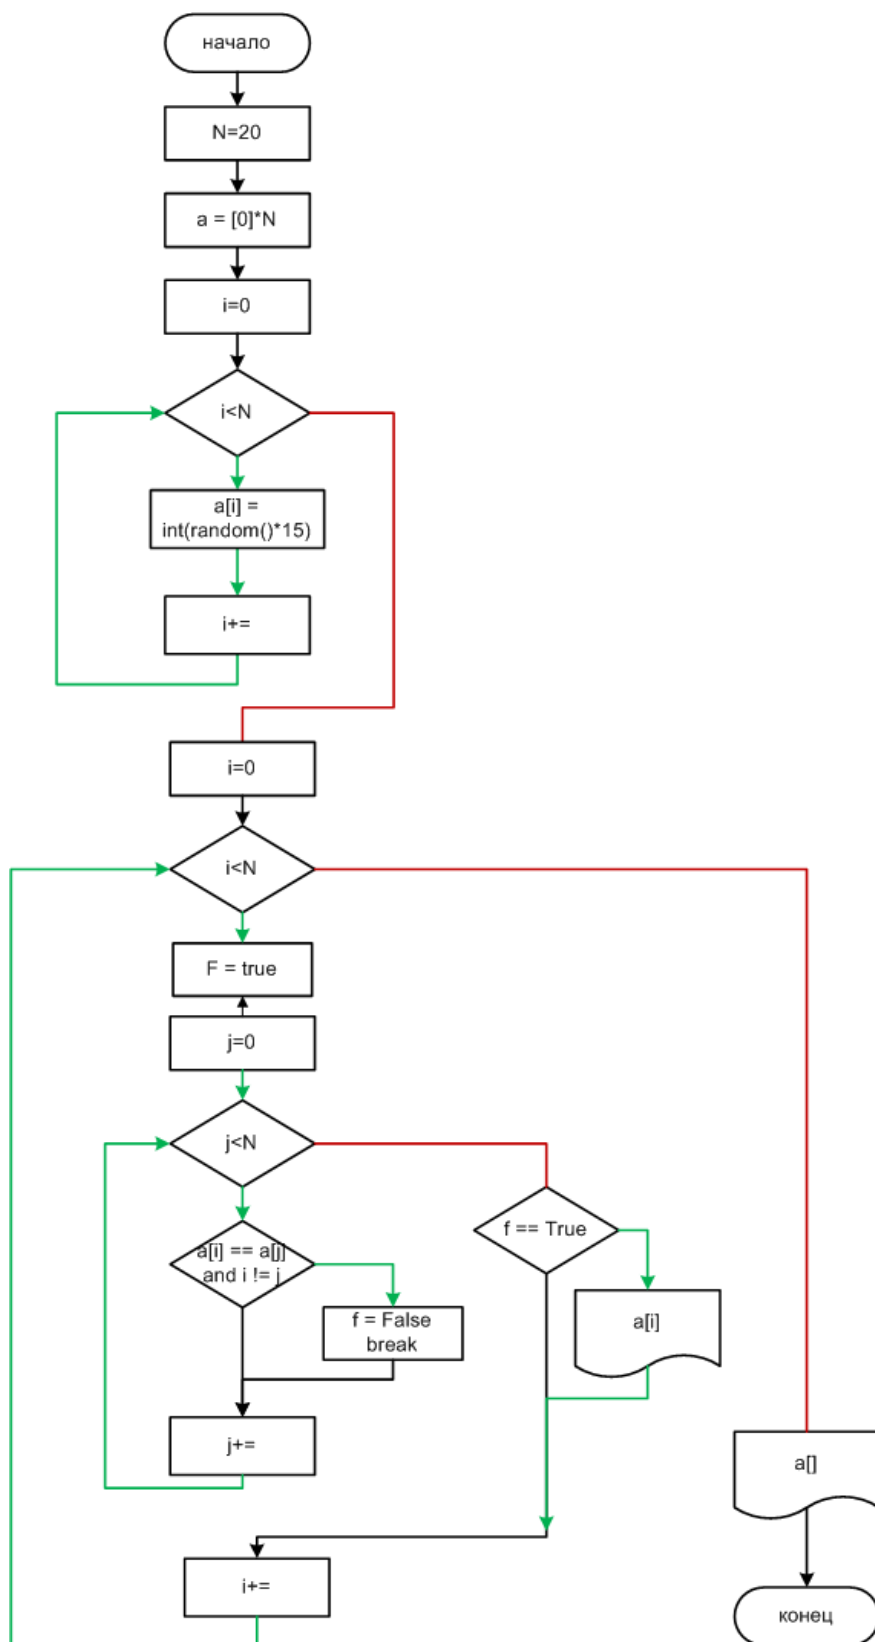 начало
N=20
a = [0]*N
i=0
i<N
a[i] =
int(random()*15)
i+=
i=0
i<N
F = true
j=0
j<N
f == True
a[i] == a[j]
and i != j
f = False
break
a[i]
j+=
a[]
i+=
конец